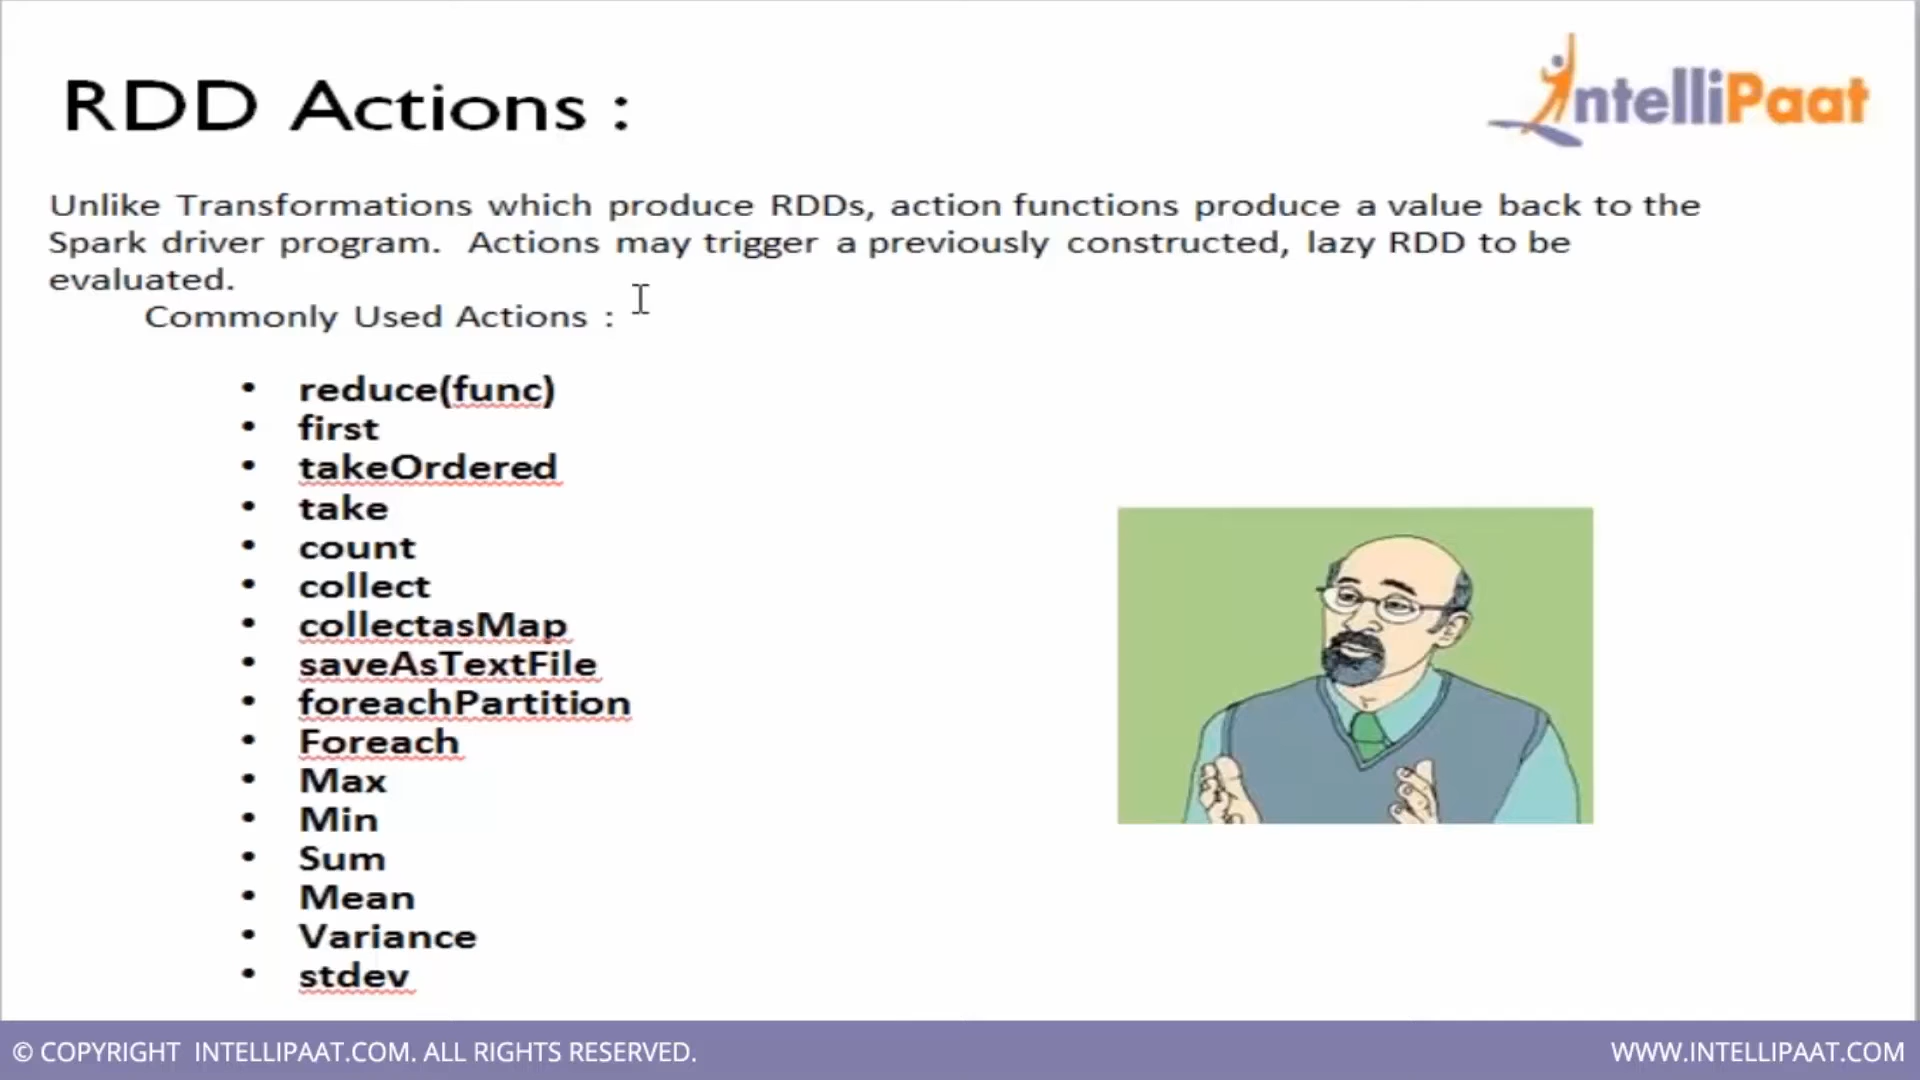 RDD Actions :
IntelliPaat
Unlike Transformations which produce RDDs, action functions produce a value back to the
Spark driver program. Actions may trigger a previously constructed, lazy RDD to be
evaluated.
Commonly Used Actions :
• reduce(func)
• first
• takeOrdered
• take
• count
• collect
• collectasMap
• saveAsTextFile
• foreachPartition
• Foreach
• Max
• Min
• Sum
• Mean
• Variance
• stdev
© COPYRIGHT INTELLIPAAT.COM. ALL RIGHTS RESERVED.
WWW.INTELLIPAAT.COM